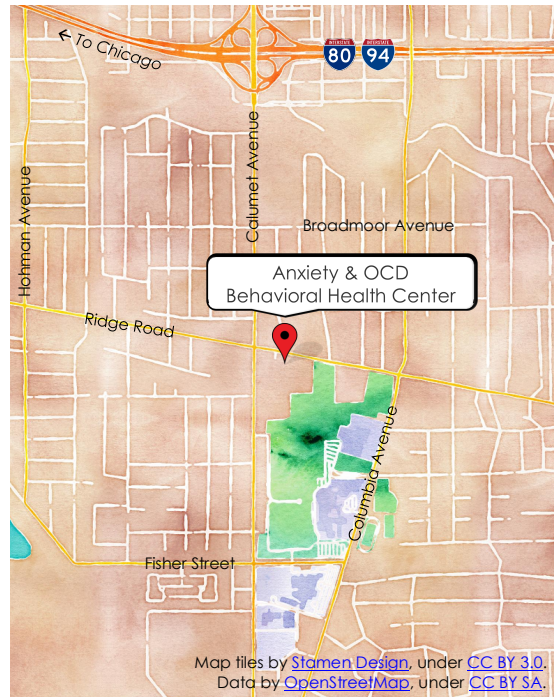 ← To Chicago
INTERSTATE
80
INTERSTATE
94
Calumet Avenue
Hohman Avenue
Broadmoor Avenue
Anxiety & OCD
Behavioral Health Center
Ridge Road
Columbia Avenue
Fisher Street
Map tiles by Stamen Design, under CC BY 3.0.
Data by OpenStreetMap, under CC BY SA.